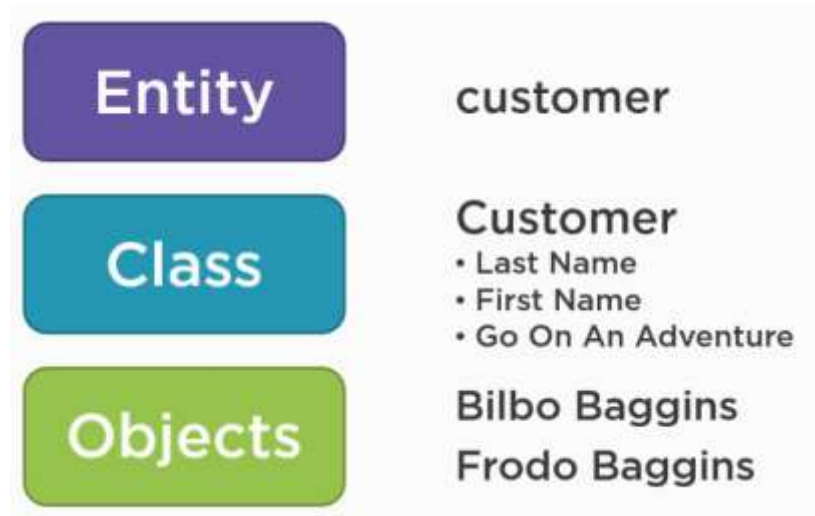 Entity
customer
Class
Customer
• Last Name
• First Name
• Go On An Adventure
Objects
Bilbo Baggins
Frodo Baggins